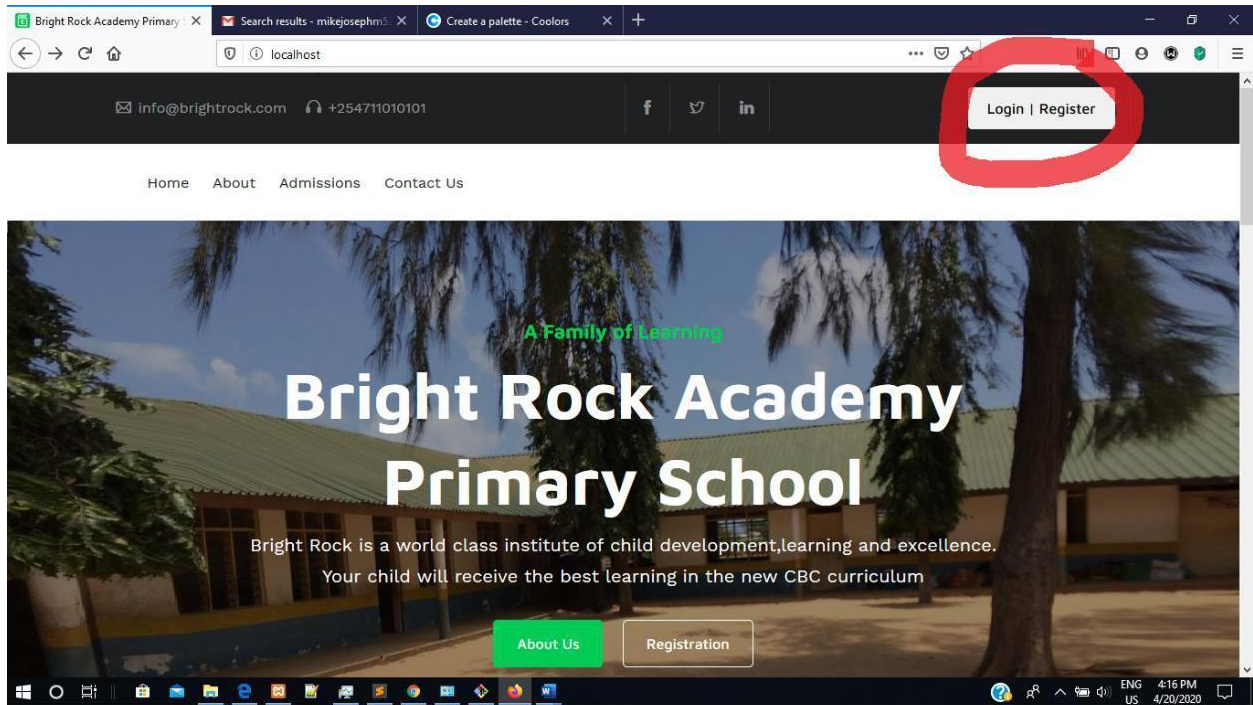 Bright Rock Academy Primary S
Search results - mikejosephm5
Create a palette - Coolors
localhost
info@brightrock.com +254711010101
f in
Login | Register
Home About Admissions Contact Us
A Family of Learning
Bright Rock Academy
Primary School
Bright Rock is a world class institute of child development,learning and excellence.
Your child will receive the best learning in the new CBC curriculum
About Us Registration
ENG 4:16 PM
US 4/20/2020